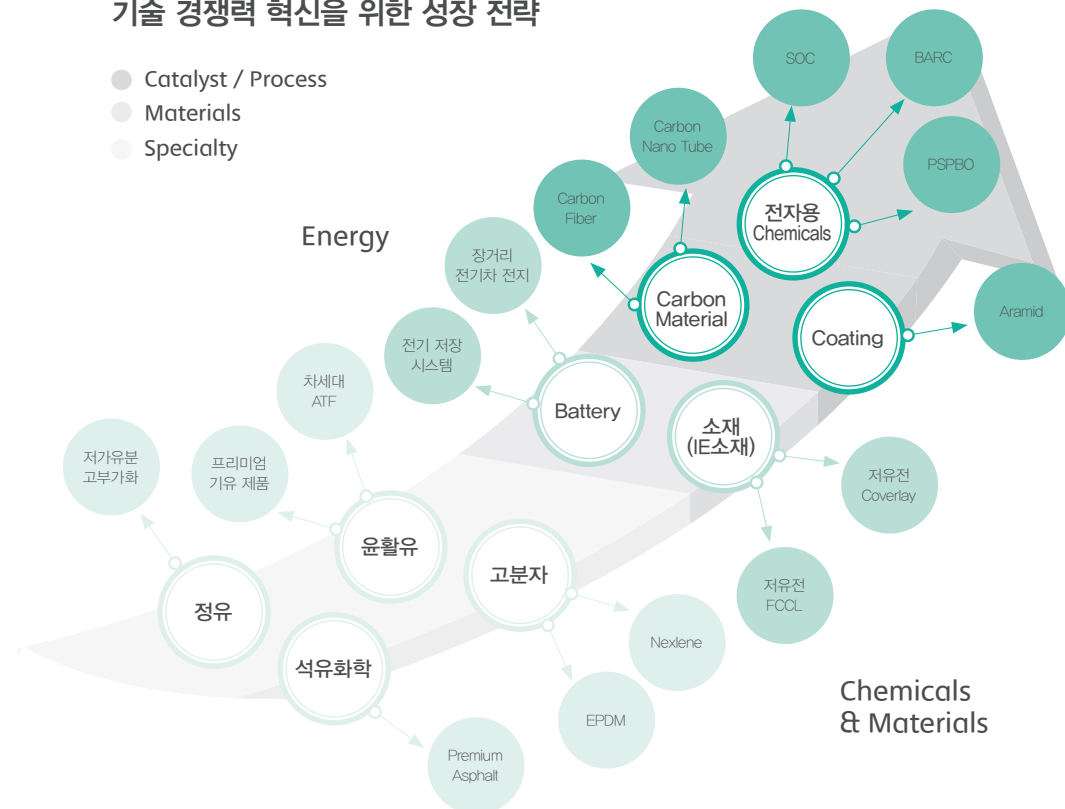 기술 경쟁력 혁신을 위한 성장 전략
Catalyst / Process
Materials
Specialty
Energy
SOC
BARC
Carbon
Nano Tube
PSPBO
Carbon
Fiber
전자용
Chemicals
장거리
전기차 전지
Carbon
Material
Aramid
Coating
전기 저장
시스템
차세대
ATF
Battery
소재
(IE소재)
저가유분
고부가화
프리미엄
기유 제품
저유전
Coverlay
윤활유
고분자
저유전
FCCL
정유
석유화학
Nexlene
EPDM
Chemicals
& Materials
Premium
Asphalt